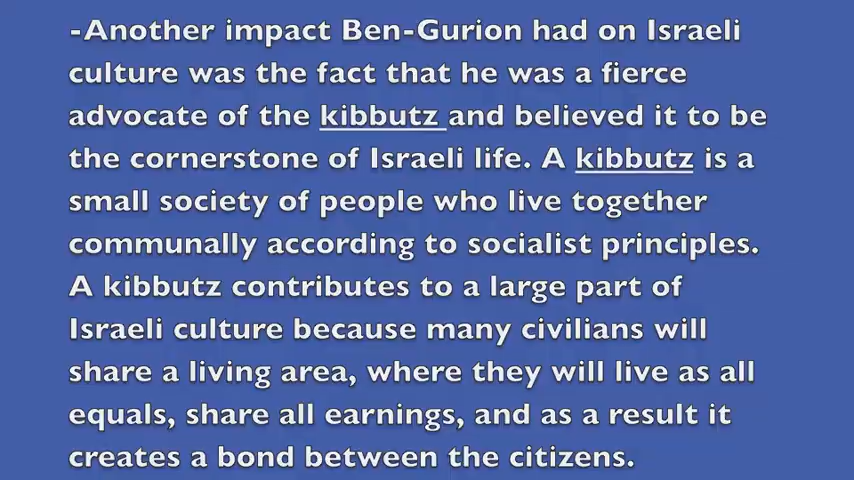 -Another impact Ben-Gurion had on Israeli
culture was the fact that he was a fierce
advocate of the kibbutz and believed it to be
the cornerstone of Israeli life. A kibbutz is a
small society of people who live together
communally according to socialist principles.
A kibbutz contributes to a large part of
Israeli culture because many civilians will
share a living area, where they will live as all
equals, share all earnings, and as a result it
creates a bond between the citizens.